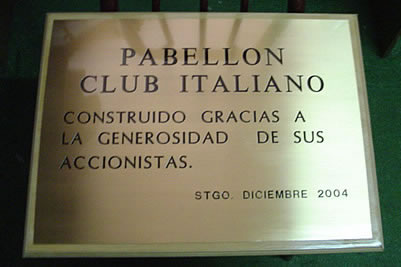 PABELLON
CLUB ITALIANO
CONSTRUIDO GRACIAS A
LA GENEROSIDAD DE SUS
ACCIONISTAS.
STGO. DICIEMBRE 2004